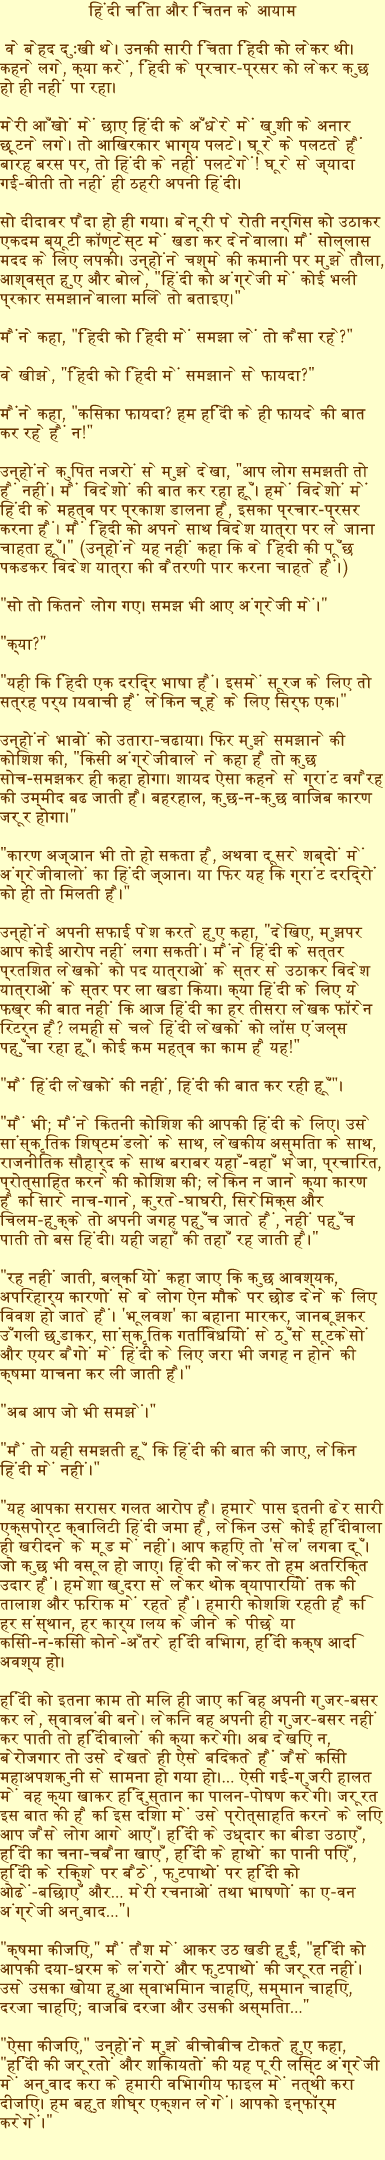 हिंदी चिंता और चिंतन के आयाम
वे बेहद दुःखी थे। उनकी सारी चिंता हिंदी को लेकर थी।
कहने लगे, क्या करें, हिंदी के प्रचार-प्रसर को लेकर कुछ
हो ही नहीं पा रहा।
मेरी आँखों में छाए हिंदी के अँधेरे में खुशी के अनार
छूटने लगे। तो आखिरकार भाग्य पलटे। घूरे के पलटते हैं
बारह बरस पर, तो हिंदी के नहीं पलटेंगे! घूरे से ज्यादा
गई-बीती तो नहीं ही ठहरी अपनी हिंदी।
सो दीदावर पैदा हो ही गया। बेनूरी पे रोती नर्गिस को उठाकर
एकदम ब्यूटी कॉण्टेस्ट में खडा कर देनेवाला। मैं सोल्लास
मदद के लिए लपकी। उन्होंने चश्मे की कमानी पर मुझे तौला,
आश्वस्त हुए और बोले, "हिंदी को अंग्रेजी में कोई भली
प्रकार समझानेवाला मिले तो बताइए।"
मैंने कहा, "हिंदी को हिंदी में समझा लें तो कैसा रहे?"
वे खीझे, "हिंदी को हिंदी में समझाने से फायदा?"
मैंने कहा, "किसका फायदा? हम हिंदी के ही फायदे की बात
कर रहे हैं न!"
उन्होंने कुपित नजरों से मुझे देखा, "आप लोग समझती तो
हैं नहीं। मैं विदेशों की बात कर रहा हूँ। हमें विदेशों में
हिंदी के महत्व पर प्रकाश डालना है, इसका प्रचार-प्रसर
करना है। मैं हिंदी को अपने साथ विदेश यात्रा पर ले जाना
चाहता हूँ।" (उन्होंने यह नहीं कहा कि वे हिंदी की पूँछ
पकडकर विदेश यात्रा की वैतरणी पार करना चाहते हैं।)
"सो तो कितने लोग गए। समझ भी आए अंग्रेजी में।"
"क्या?"
"यही कि हिंदी एक दरिद्र भाषा है। इसमें सूरज के लिए तो
सत्रह पर्यायवाची हैं लेकिन चूहे के लिए सिर्फ एक।"
उन्होंने भावों को उतारा-चढाया। फिर मुझे समझाने की
कोशिश की, "किसी अंग्रेजीवाले ने कहा है तो कुछ
सोच-समझकर ही कहा होगा। शायद ऐसा कहने से ग्रांट वगैरह
की उम्मीद बढ जाती है। बहरहाल, कुछ-न-कुछ वाजिब कारण
जरूर होगा।"
"कारण अज्ञान भी तो हो सकता है, अथवा दूसरे शब्दों में
अंग्रेजीवालों का हिंदी ज्ञान। या फिर यह कि ग्रांट दरिद्रों
को ही तो मिलती है।"
उन्होंने अपनी सफाई पेश करते हुए कहा, "देखिए, मुझपर
आप कोई आरोप नहीं लगा सकतीं। मैंने हिंदी के सत्तर
प्रतिशत लेखकों को पद यात्राओं के स्तर से उठाकर विदेश
यात्राओं के स्तर पर ला खडा किया। क्या हिंदी के लिए ये
फख्र की बात नहीं कि आज हिंदी का हर तीसरा लेखक फॉरेन
रिटर्न है? लमही से चले हिंदी लेखकों को लॉस एंजल्स
पहुँचा रहा हूँ। कोई कम महत्व का काम है यह!"
"मैं हिंदी लेखकों की नहीं, हिंदी की बात कर रही हूँ"।
"मैं भी; मैंने कितनी कोशिश की आपकी हिंदी के लिए। उसे
सांस्कृतिक शिष्टमंडलों के साथ, लेखकीय अस्मिता के साथ,
राजनीतिक सौहार्द के साथ बराबर यहाँ-वहाँ भेजा, प्रचारित,
प्रोत्साहित करने की कोशिश की; लेकिन न जाने क्या कारण
है कि सारे नाच-गाने, कुरते-घाघरी, सिरेमिक्स और
चिलम-हुक्के तो अपनी जगह पहुँच जाते हैं, नहीं पहुँच
पाती तो बस हिंदी। यही जहाँ की तहाँ रह जाती है।"
"रह नहीं जाती, बल्कि यों कहा जाए कि कुछ आवश्यक,
अपरिहार्य कारणों से वे लोग ऐन मौके पर छोड देने के लिए
विवश हो जाते हैं। 'भूलवश' का बहाना मारकर, जानबूझकर
उँगली छुडाकर, सांस्कृतिक गतिविधियों से ठुँसे सूटकेसों
और एयर बैगों में हिंदी के लिए जरा भी जगह न होने की
क्षमा याचना कर ली जाती है।"
"अब आप जो भी समझें।"
"मैं तो यही समझती हूँ कि हिंदी की बात की जाए, लेकिन
हिंदी में नहीं।"
"यह आपका सरासर गलत आरोप है। हमारे पास इतनी ढेर सारी
एक्सपोर्ट क्वालिटी हिंदी जमा है, लेकिन उसे कोई हिंदीवाला
ही खरीदने के मूड में नहीं। आप कहिए तो 'सेल' लगवा दूँ।
जो कुछ भी वसूल हो जाए। हिंदी को लेकर तो हम अतिरिक्ति
उदार हैं। हमेशा खुदरा से लेकर थोक व्यापारियों तक की
तालाश और फिराक में रहते हैं। हमारी कोशिश रहती है कि
हर संस्थान, हर कार्यालय के जीने के पीछे या
किसी-न-किसी कोने-अँतरे हिंदी विभाग, हिंदी कक्ष आदि
अवश्य हो।
हिंदी को इतना काम तो मिल ही जाए कि वह अपनी गुजर-बसर
कर ले, स्वावलंबी बने। लेकिन वह अपनी ही गुजर-बसर नहीं
कर पाती तो हिंदीवालों की क्या करेगी। अब देखिए न,
बेरोजगार तो उसे देखते ही ऐसे बिदकते हैं जैसे किसी
महाअपशकुनी से सामना हो गया हो।... ऐसी गई-गुजरी हालत
में वह क्या खाकर हिंदुस्तान का पालन-पोषण करेगी। जरूरत
इस बात की है कि इस दिशा में उसे प्रोत्साहित करने के लिए
आप जैसे लोग आगे आएँ। हिंदी के उध्दार का बीडा उठाएँ,
हिंदी का चना-चबैना खाएँ, हिंदी के हाथों का पानी पिएँ,
हिंदी के रिक्शे पर बैठें, फुटपाथों पर हिंदी को
ओढें-बिछाएँ और... मेरी रचनाओं तथा भाषणों का ए-वन
अंग्रेजी अनुवाद..."।
"क्षमा कीजिए," मैं तैश में आकर उठ खडी हुई, "हिंदी को
आपकी दया-धरम के लंगरों और फुटपाथों की जरूरत नहीं।
उसे उसका खोया हुआ स्वाभिमान चाहिए, सम्मान चाहिए,
दरजा चाहिए; वाजिब दरजा और उसकी अस्मिता..."
"ऐसा कीजिए," उन्होंने मुझे बीचोबीच टोकते हुए कहा,
"हिंदी की जरूरतों और शिकायतों की यह पूरी लिस्ट अंग्रेजी
में अनुवाद करा के हमारी विभागीय फाइल में नत्थी करा
दीजिए। हम बहुत शीघ्र एक्शन लेंगे। आपको इन्फॉर्म
करेंगे।"